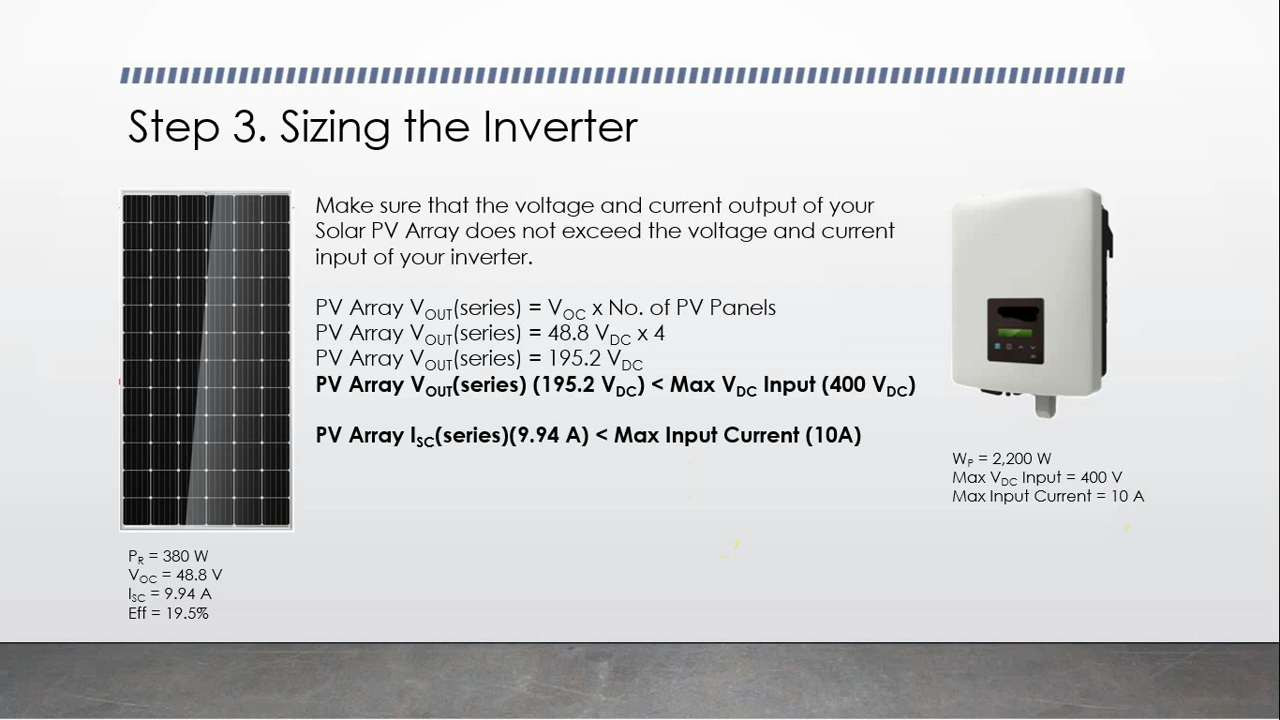 Step 3. Sizing the Inverter
Make sure that the voltage and current output of your
Solar PV Array does not exceed the voltage and current
input of your inverter.
PV Array VOUT(series) = VOC x No. of PV Panels
PV Array VOUT(series) = 48.8 VDC x 4
PV Array VOUT(series) = 195.2 VDC
PV Array VOUT(series) (195.2 VDC) < Max VDC Input (400 VDC)
PV Array ISC(series)(9.94 A) < Max Input Current (10A)
WP = 2,200 W
Max VDC Input = 400 V
Max Input Current = 10 A
PR = 380 W
VOC = 48.8 V
ISC = 9.94 A
Eff = 19.5%